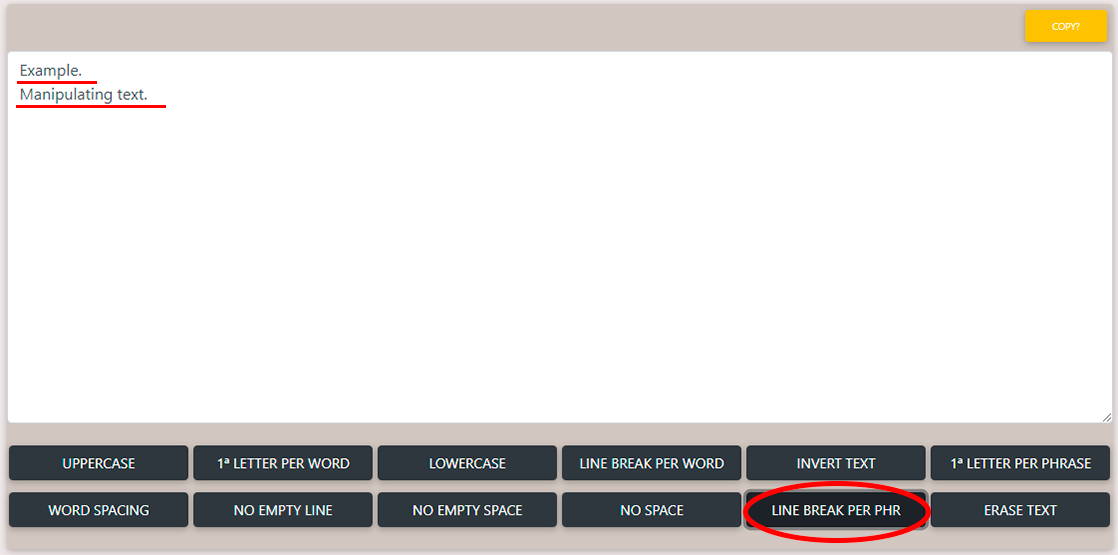 COPY?
Example.
Manipulating text.
UPPERCASE
1ª LETTER PER WORD
LOWERCASE
LINE BREAK PER WORD
INVERT TEXT
1ª LETTER PER PHRASE
WORD SPACING
NO EMPTY LINE
NO EMPTY SPACE
NO SPACE
LINE BREAK PER PHR
ERASE TEXT